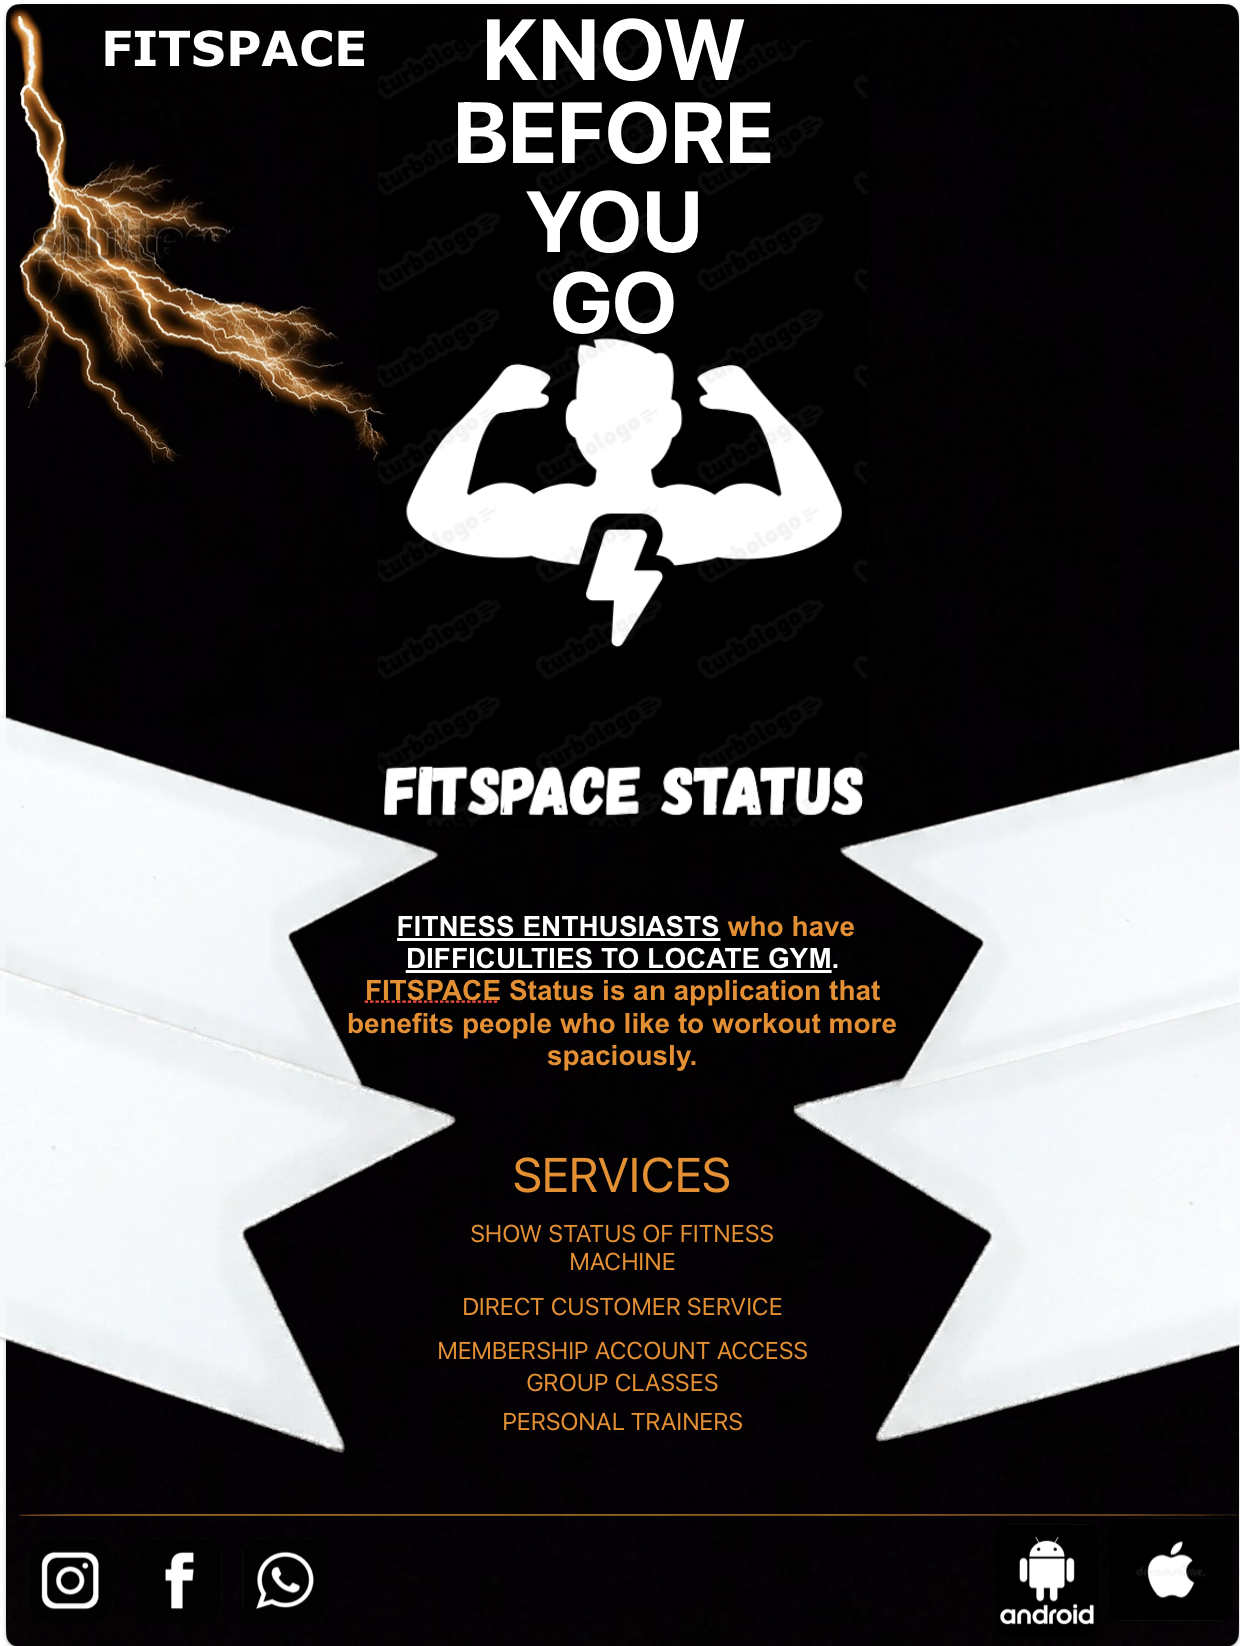 FITSPACE
KNOW
BEFORE
YOU
GO
turbologo
FITSPACE STATUS
FITNESS ENTHUSIASTS who have
DIFFICULTIES TO LOCATE GYM.
FITSPACE Status is an application that
benefits people who like to workout more
spaciously.
SERVICES
SHOW STATUS OF FITNESS
MACHINE
DIRECT CUSTOMER SERVICE
MEMBERSHIP ACCOUNT ACCESS
GROUP CLASSES
PERSONAL TRAINERS
android